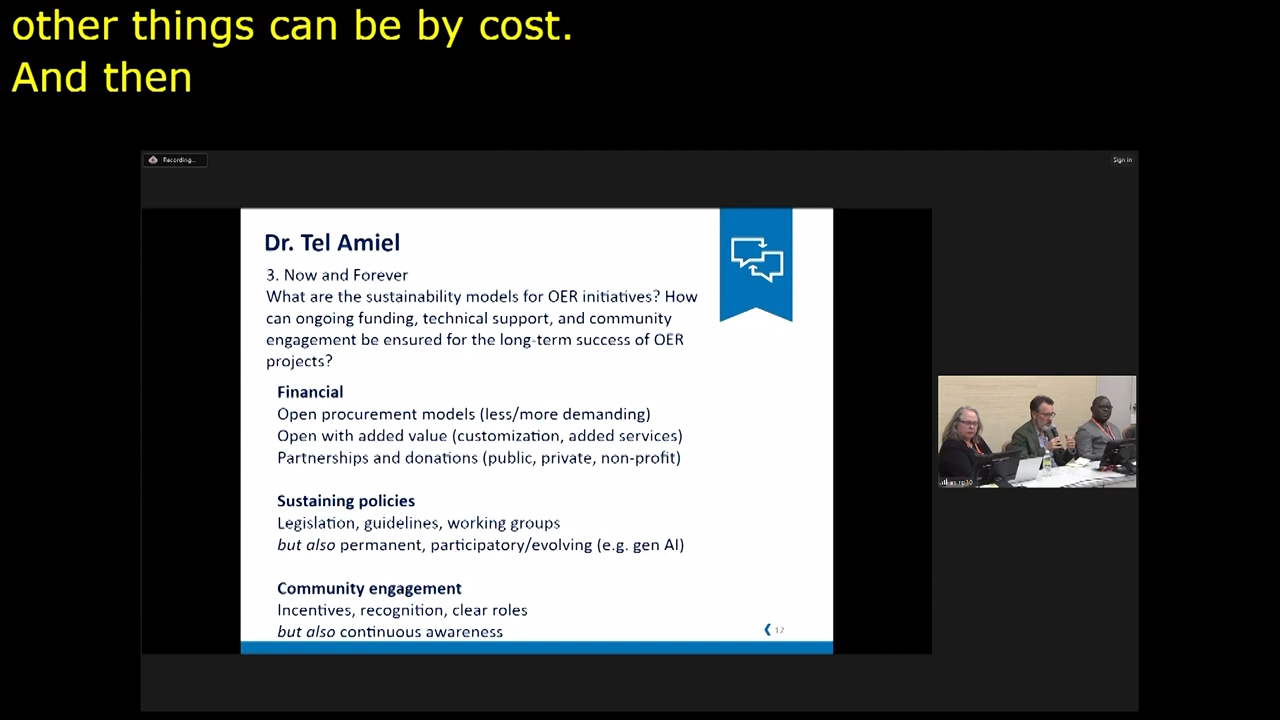 other things can be by cost.
And then
Recording...
Sign in
Dr. Tel Amiel
3. Now and Forever
What are the sustainability models for OER initiatives? How
can ongoing funding, technical support, and community
engagement be ensured for the long-term success of OER
projects?
Financial
Open procurement models (less/more demanding)
Open with added value (customization, added services)
Partnerships and donations (public, private, non-profit)
Sustaining policies
Legislation, guidelines, working groups
but also permanent, participatory/evolving (e.g. gen AI)
Community engagement
Incentives, recognition, clear roles
but also continuous awareness
12